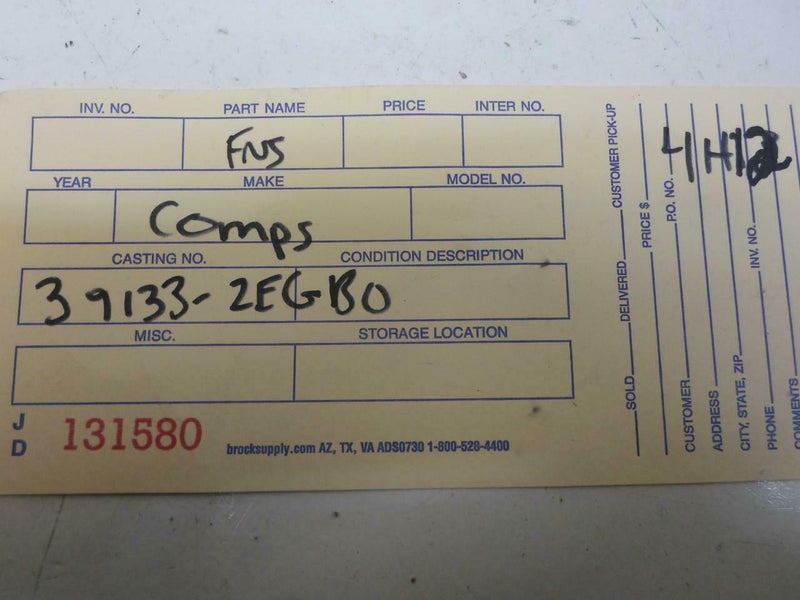 INV. NO. PART NAME PRICE INTER NO.
FNS
YEAR MAKE MODEL NO.
Comps
CASTING NO. CONDITION DESCRIPTION
39133-2EGB0
MISC. STORAGE LOCATION
J
D
131580
brocksupply.com AZ, TX, VA ADS0730 1-800-528-4400
SOLD DELIVERED CUSTOMER PICK-UP
PRICE $
CUSTOMER P.O. NO.
ADDRESS
CITY, STATE, ZIP
PHONE INV. NO.
COMMENTS
4H12